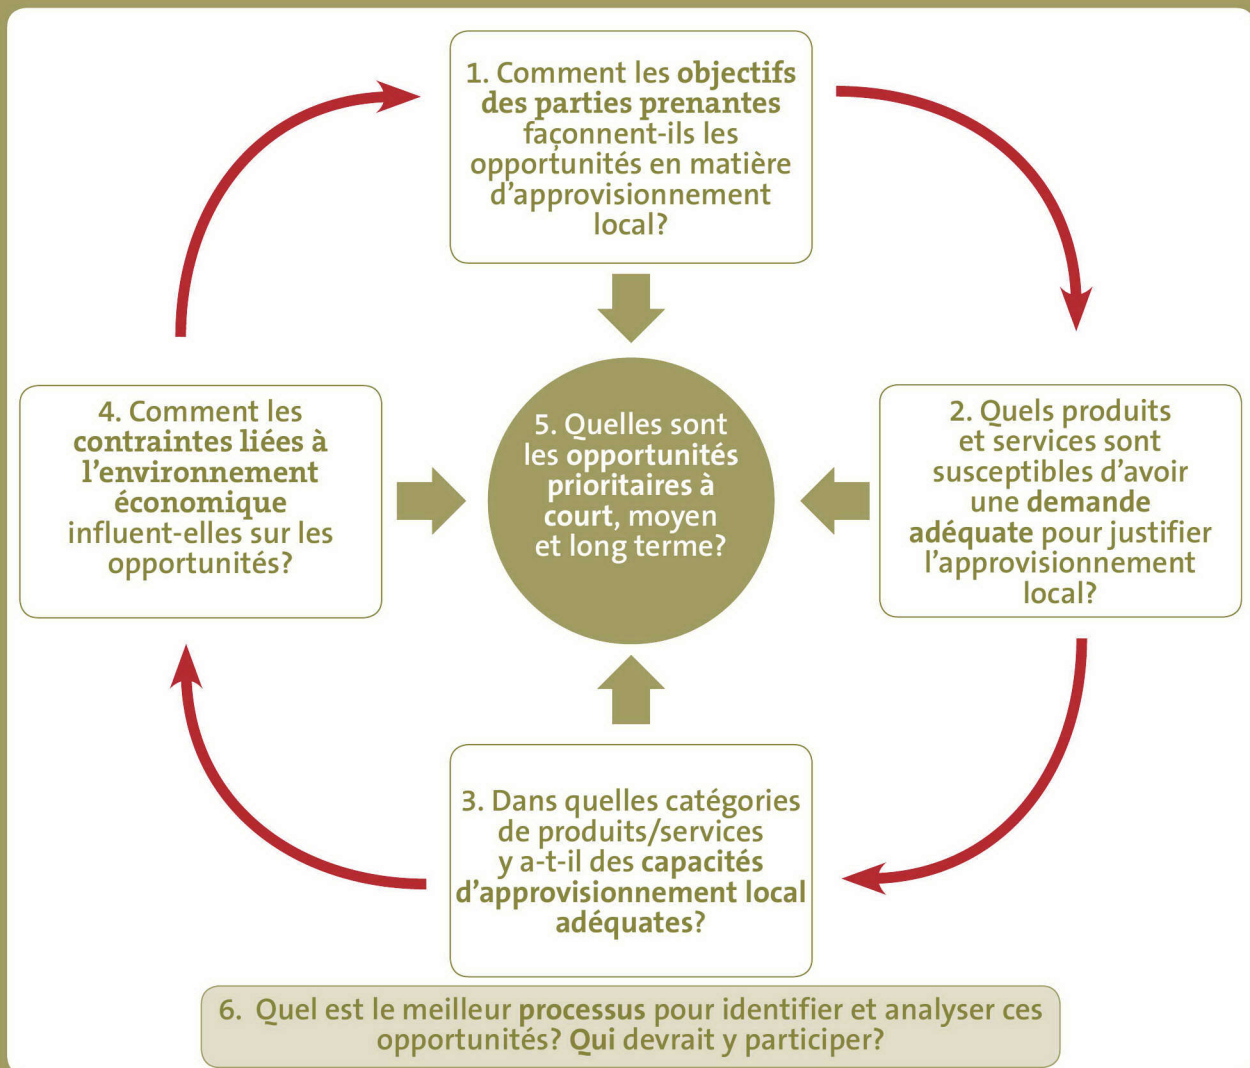 1. Comment les objectifs
des parties prenantes
façonnent-ils les
opportunités en matière
d'approvisionnement
local?
2. Quels produits
et services sont
susceptibles d'avoir
une demande
adéquate pour justifier
l'approvisionnement
local?
3. Dans quelles catégories
de produits/services
y a-t-il des capacités
d'approvisionnement local
adéquates?
4. Comment les
contraintes liées à
l'environnement
économique
influent-elles sur les
opportunités?
5. Quelles sont
les opportunités
prioritaires à
court, moyen
et long terme?
6. Quel est le meilleur processus pour identifier et analyser ces
opportunités? Qui devrait y participer?